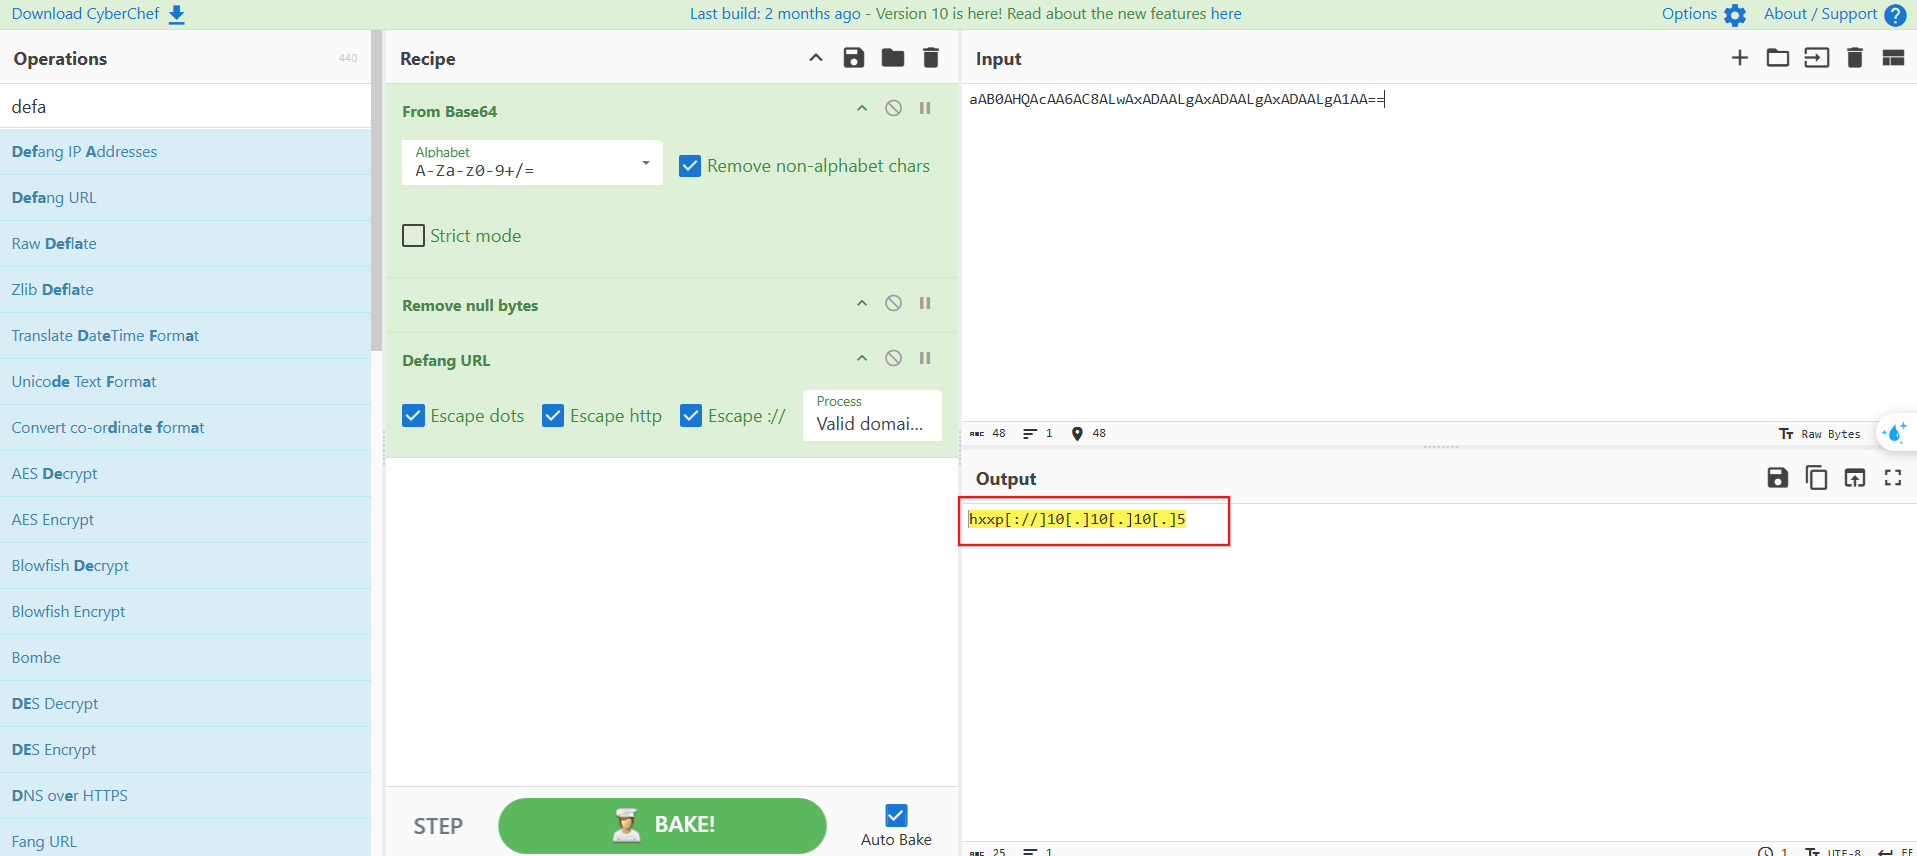 Download CyberChef
Last build: 2 months ago - Version 10 is here! Read about the new features here
Options
About / Support
Operations
440
defa
Defang IP Addresses
Defang URL
Raw Deflate
Zlib Deflate
Translate DateTime Format
Unicode Text Format
Convert co-ordinate format
AES Decrypt
AES Encrypt
Blowfish Decrypt
Blowfish Encrypt
Bombe
DES Decrypt
DES Encrypt
DNS over HTTPS
Fang URL
Recipe
From Base64
Alphabet
A-Za-z0-9+/=
Remove non-alphabet chars
Strict mode
Remove null bytes
Defang URL
Escape dots
Escape http
Escape ://
Process
Valid domai...
STEP
BAKE!
Auto Bake
Input
aAB0AHQAcAA6AC8ALwAxADAALgAxADAALgAxADAALgA1AA==
48 1 48
Raw Bytes
Output
hxxp[://]10[.]10[.]10[.]5
25 1
1 UTF-8